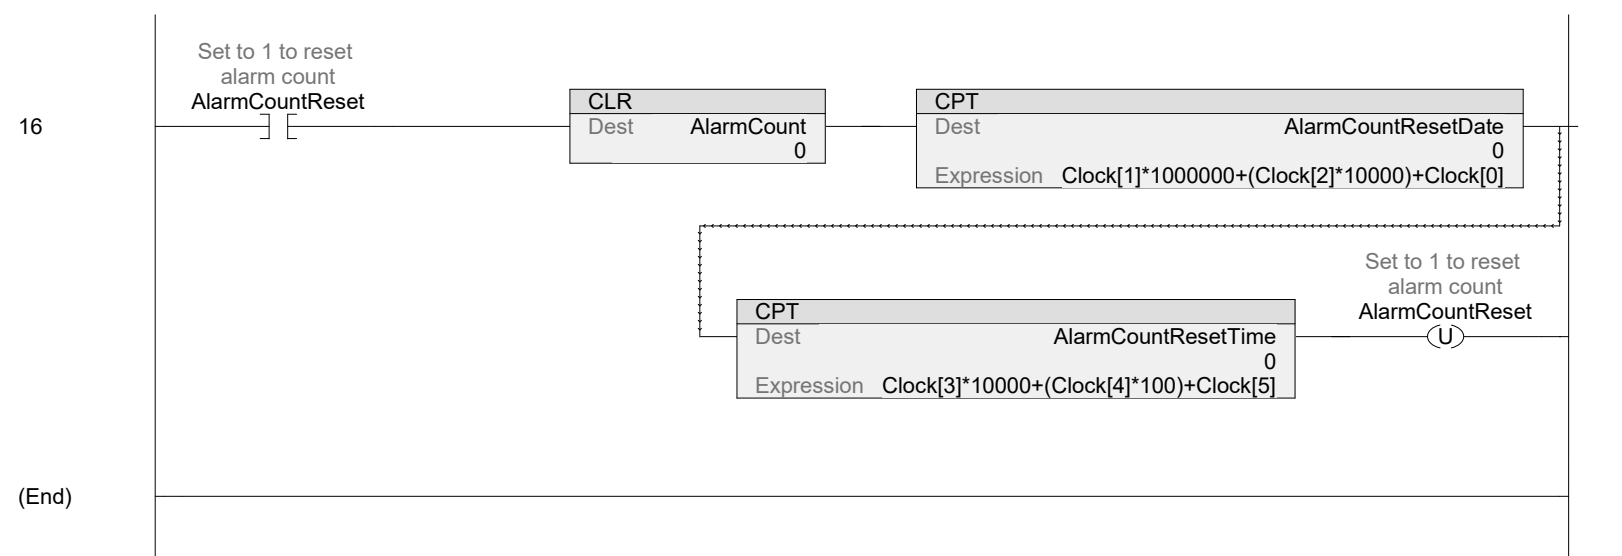 Set to 1 to reset
alarm count
AlarmCountReset
16
CLR
Dest AlarmCount
0
CPT
Dest AlarmCountResetDate
0
Expression Clock[1]*1000000+(Clock[2]*10000)+Clock[0]
CPT
Dest AlarmCountResetTime
0
Expression Clock[3]*10000+(Clock[4]*100)+Clock[5]
Set to 1 to reset
alarm count
AlarmCountReset
U
(End)